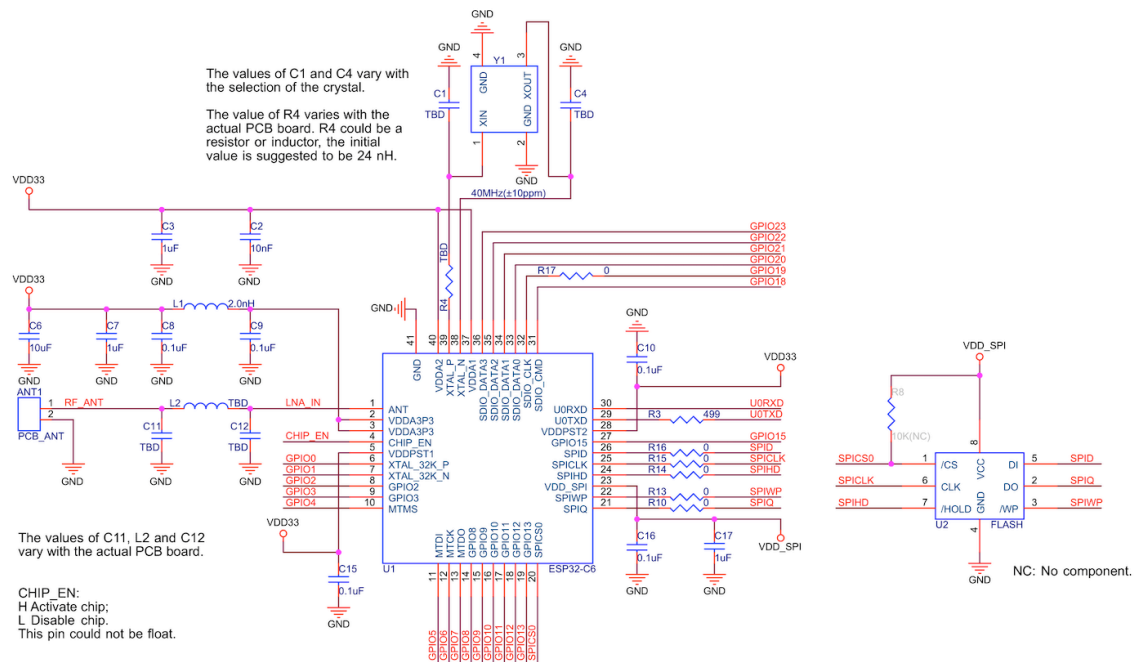 GND
GND
4
3
Y1
GND
XOUT
GND
C1
TBD
XIN
GND
C4
TBD
1
2
GND
The values of C1 and C4 vary with
the selection of the crystal.
The value of R4 varies with the
actual PCB board. R4 could be a
resistor or inductor, the initial
value is suggested to be 24 nH.
40MHz(±10ppm)
VDD33
C3
1uF
GND
C2
10nF
GND
TBD
R4
GPIO23
GPIO22
GPIO21
GPIO20
R17 0 GPIO19
GPIO18
VDD33
L1 2.0nH
C6
10uF
GND
C7
1uF
GND
C8
0.1uF
GND
C9
0.1uF
GND
GND
41
40
39
38
37
36
35
34
33
32
31
GND
VDDA2
XTAL_P
XTAL_N
VDDA1
SDIO_DATA3
SDIO_DATA2
SDIO_DATA1
SDIO_DATA0
SDIO_CLK
SDIO_CMD
GND
C10
0.1uF
VDD33
ANT1
1
2
PCB_ANT
RF_ANT
L2 TBD
LNA_IN
C11
TBD
GND
C12
TBD
GND
GND
CHIP_EN
GPIO0
GPIO1
GPIO2
GPIO3
GPIO4
1 ANT
2 VDDA3P3
3 VDDA3P3
4 CHIP_EN
5 VDDPST1
6 XTAL_32K_P
7 XTAL_32K_N
8 GPIO2
9 GPIO3
10 MTMS
U0RXD 30 U0RXD
U0TXD 29 R3 499 U0TXD
VDDPST2 28
GPIO15 27 GPIO15
SPID 26 R16 0 SPID
SPICLK 25 R15 0 SPICLK
SPIHD 24 R14 0 SPIHD
VDD_SPI 23
SPIWP 22 R13 0 SPIWP
SPIQ 21 R10 0 SPIQ
MTDI
MTCK
MTDO
GPIO8
GPIO9
GPIO10
GPIO11
GPIO12
GPIO13
SPICS0
U1
ESP32-C6
11
12
13
14
15
16
17
18
19
20
GPIO5
GPIO6
GPIO7
GPIO8
GPIO9
GPIO10
GPIO11
GPIO12
GPIO13
SPICS0
VDD33
C15
0.1uF
GND
C16
0.1uF
GND
C17
1uF
GND
VDD_SPI
VDD_SPI
R8
10K(NC)
8
SPICS0 1 /CS
SPICLK 6 CLK
SPIHD 7 /HOLD
VCC
GND
DI 5 SPID
DO 2 SPIQ
/WP 3 SPIWP
U2
FLASH
4
GND
NC: No component.
The values of C11, L2 and C12
vary with the actual PCB board.
CHIP_EN:
H Activate chip;
L Disable chip.
This pin could not be float.